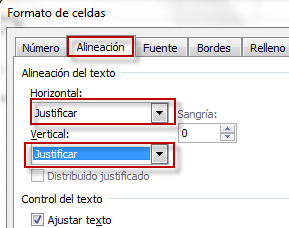 Formato de celdas
Número Alineación Fuente Bordes Relleno
Alineación del texto
Horizontal:
Justificar Sangría:
Vertical: 0
Justificar
Distribuido justificado
Control del texto
Ajustar texto